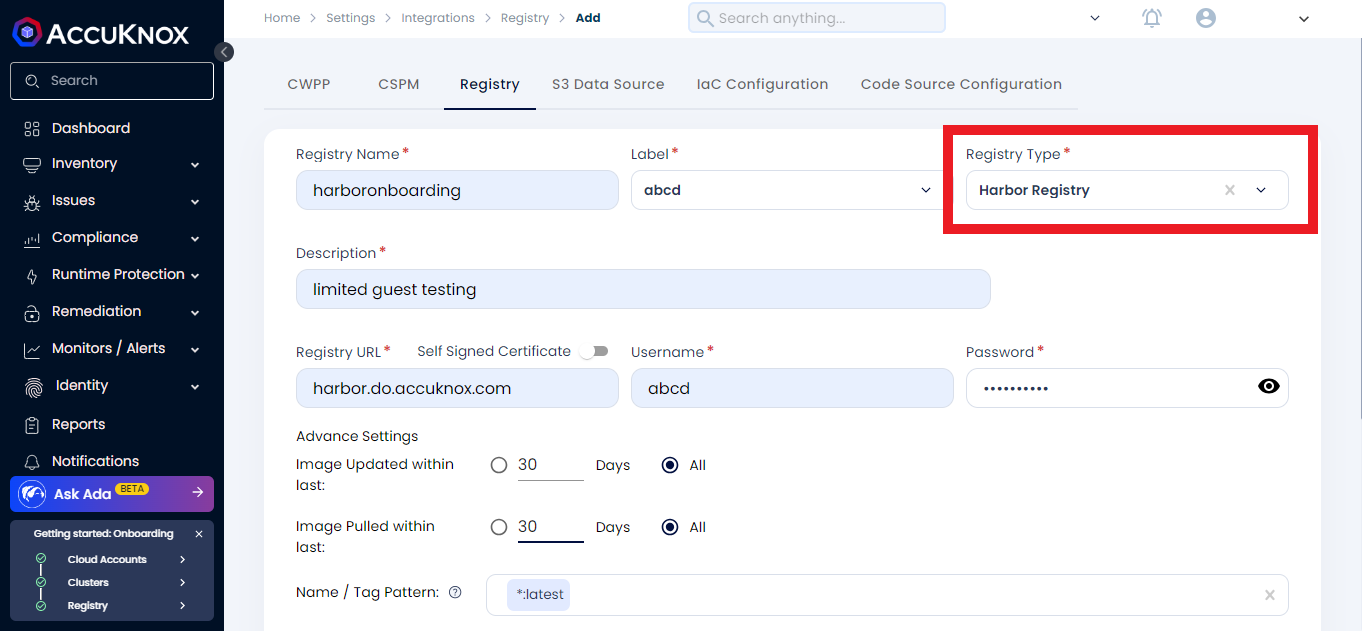 ACCUKNOX
Search
Dashboard
Inventory
Issues
Compliance
Runtime Protection
Remediation
Monitors / Alerts
Identity
Reports
Notifications
Ask Ada BETA
Getting started: Onboarding
Cloud Accounts
Clusters
Registry
Home > Settings > Integrations > Registry > Add
Search anything...
CWPP CSPM Registry S3 Data Source IaC Configuration Code Source Configuration
Registry Name* Label* Registry Type*
harboronboarding abcd Harbor Registry
Description*
limited guest testing
Registry URL* Self Signed Certificate Username* Password*
harbor.do.accuknox.com abcd ••••••••••
Advance Settings
Image Updated within 30 Days All
last:
Image Pulled within 30 Days All
last:
Name / Tag Pattern: ? *:latest